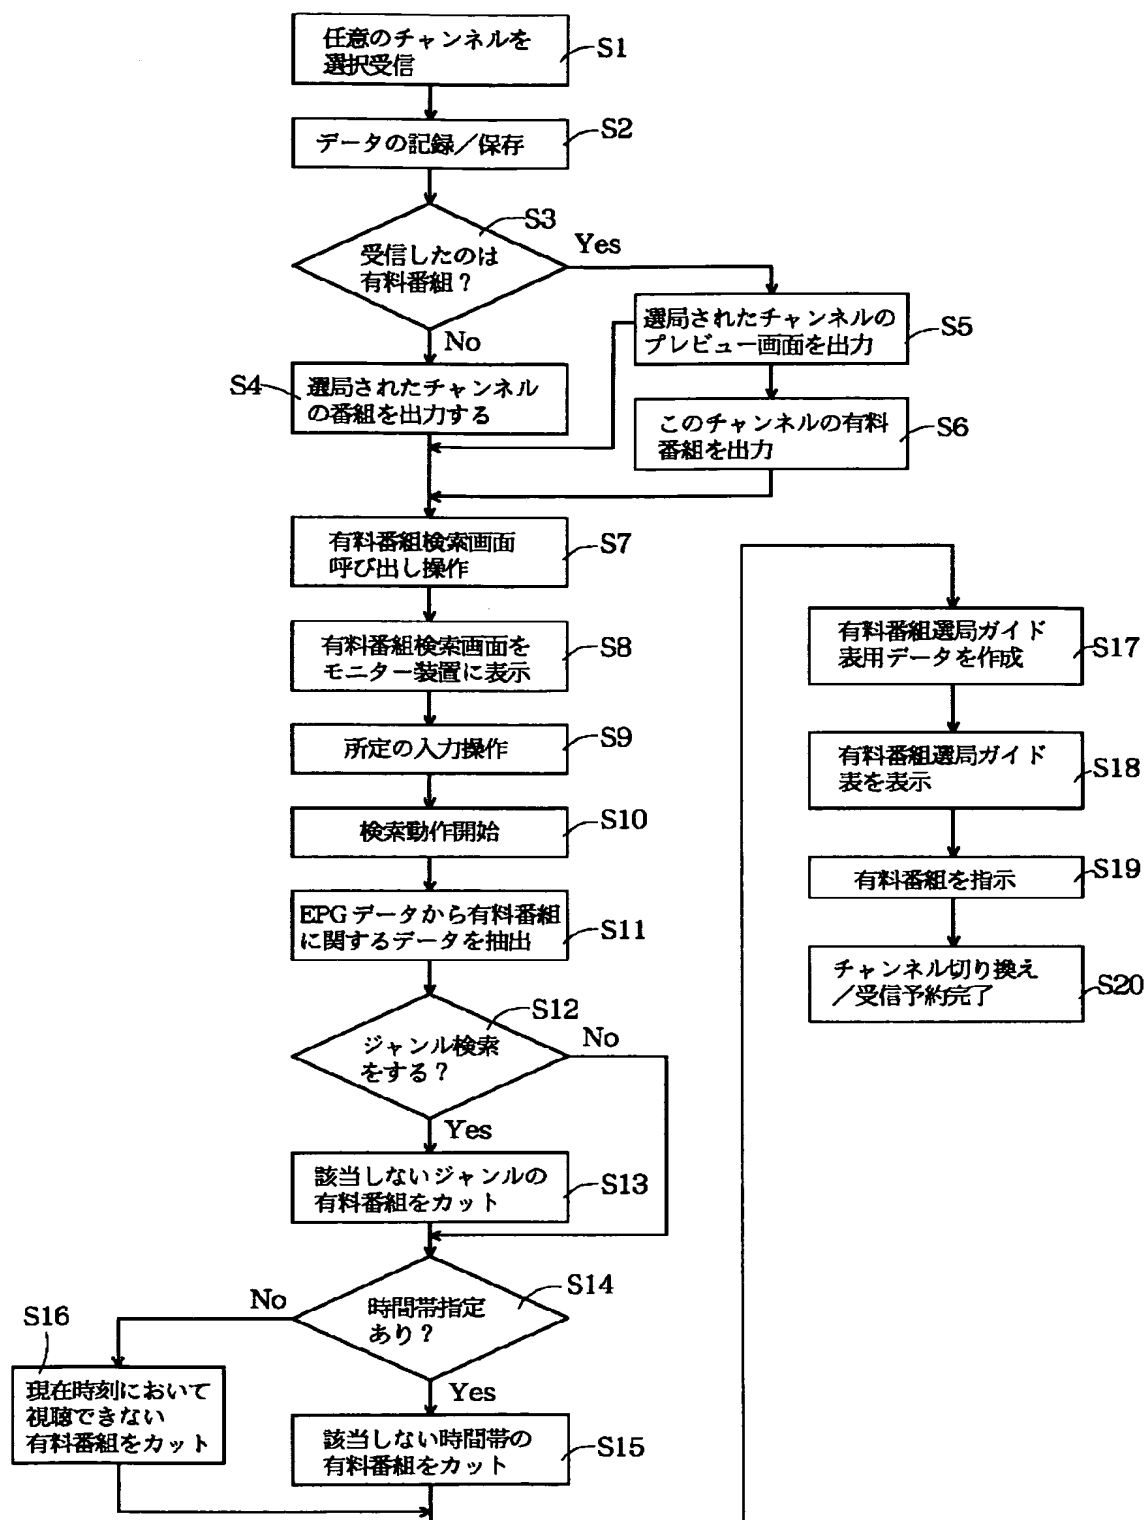 任意のチャンネルを
選択受信
S1
データの記録／保存
S2
S3
受信したのは
有料番組？
Yes
No
選局されたチャンネルの
プレビュー画面を出力
S5
S4
選局されたチャンネル
の番組を出力する
このチャンネルの有料
番組を出力
S6
有料番組検索画面
呼び出し操作
S7
有料番組検索画面を
モニター装置に表示
S8
所定の入力操作
S9
検索動作開始
S10
EPGデータから有料番組
に関するデータを抽出
S11
S12
ジャンル検索
をする？
No
Yes
該当しないジャンルの
有料番組をカット
S13
S14
時間帯指定
あり？
No
Yes
S16
現在時刻において
視聴できない
有料番組をカット
該当しない時間帯の
有料番組をカット
S15
有料番組選局ガイド
表用データを作成
S17
有料番組選局ガイド
表を表示
S18
有料番組を指示
S19
チャンネル切り換え
／受信予約完了
S20